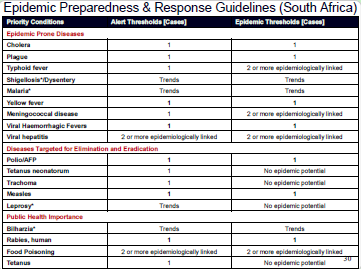 Epidemic Preparedness & Response Guidelines (South Africa)
Priority Conditions Alert Thresholds [Cases] Epidemic Thresholds [Cases]
Epidemic Prone Diseases
Cholera 1 1
Plague 1 1
Typhoid fever 1 2 or more epidemiologically linked
Shigellosis*/Dysentery Trends Trends
Malaria* Trends Trends
Yellow fever 1 1
Meningococcal disease 1 2 or more epidemiologically linked
Viral Haemorrhagic Fevers 1 1
Viral hepatitis 2 or more epidemiologically linked 2 or more epidemiologically linked
Diseases Targeted for Elimination and Eradication
Polio/AFP 1 1
Tetanus neonatorum 1 No epidemic potential
Trachoma 1 No epidemic potential
Measles 1 1
Leprosy* Trends No epidemic potential
Public Health Importance
Bilharzia* Trends Trends
Rabies, human 1 1
Food Poisoning 2 or more epidemiologically linked 2 or more epidemiologically linked
Tetanus 1 No epidemic potential
30